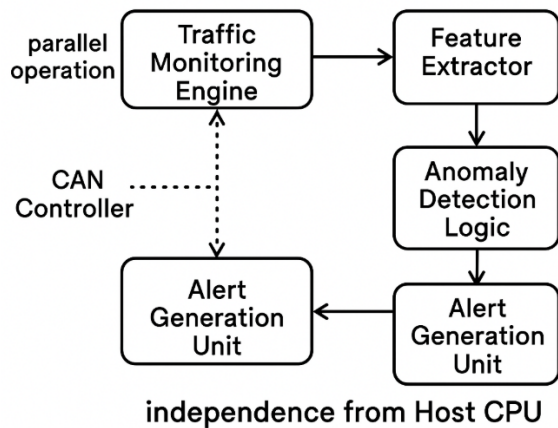 parallel
operation
Traffic
Monitoring
Engine
Feature
Extractor
CAN
Controller
Anomaly
Detection
Logic
Alert
Generation
Unit
Alert
Generation
Unit
independence from Host CPU